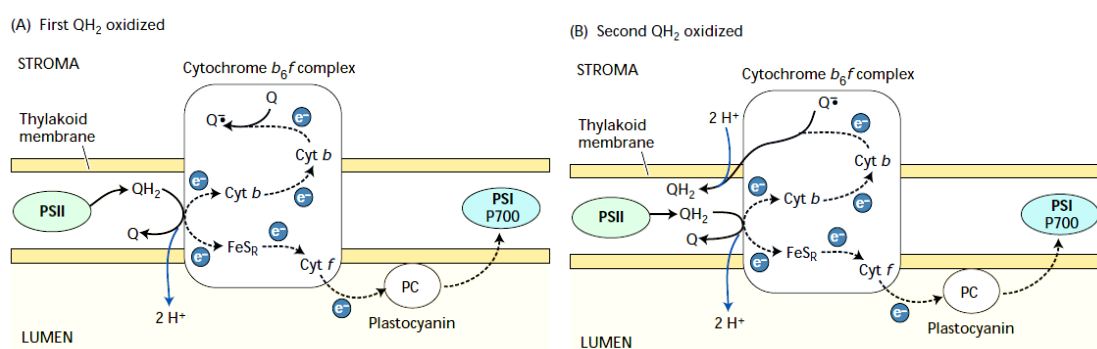 (A) First QH₂ oxidized
STROMA
Cytochrome b₆f complex
Q
Q∸
e⁻
Thylakoid
membrane
Cyt b
e⁻
e⁻
PSII
QH₂
Cyt b
PSI
P700
Q
e⁻
FeS_R
e⁻
Cyt f
PC
e⁻
2 H⁺
Plastocyanin
LUMEN
(B) Second QH₂ oxidized
STROMA
Cytochrome b₆f complex
Q∸
2 H⁺
e⁻
Thylakoid
membrane
Cyt b
QH₂
e⁻
e⁻
PSII
QH₂
Cyt b
PSI
P700
Q
e⁻
FeS_R
e⁻
Cyt f
PC
e⁻
2 H⁺
Plastocyanin
LUMEN